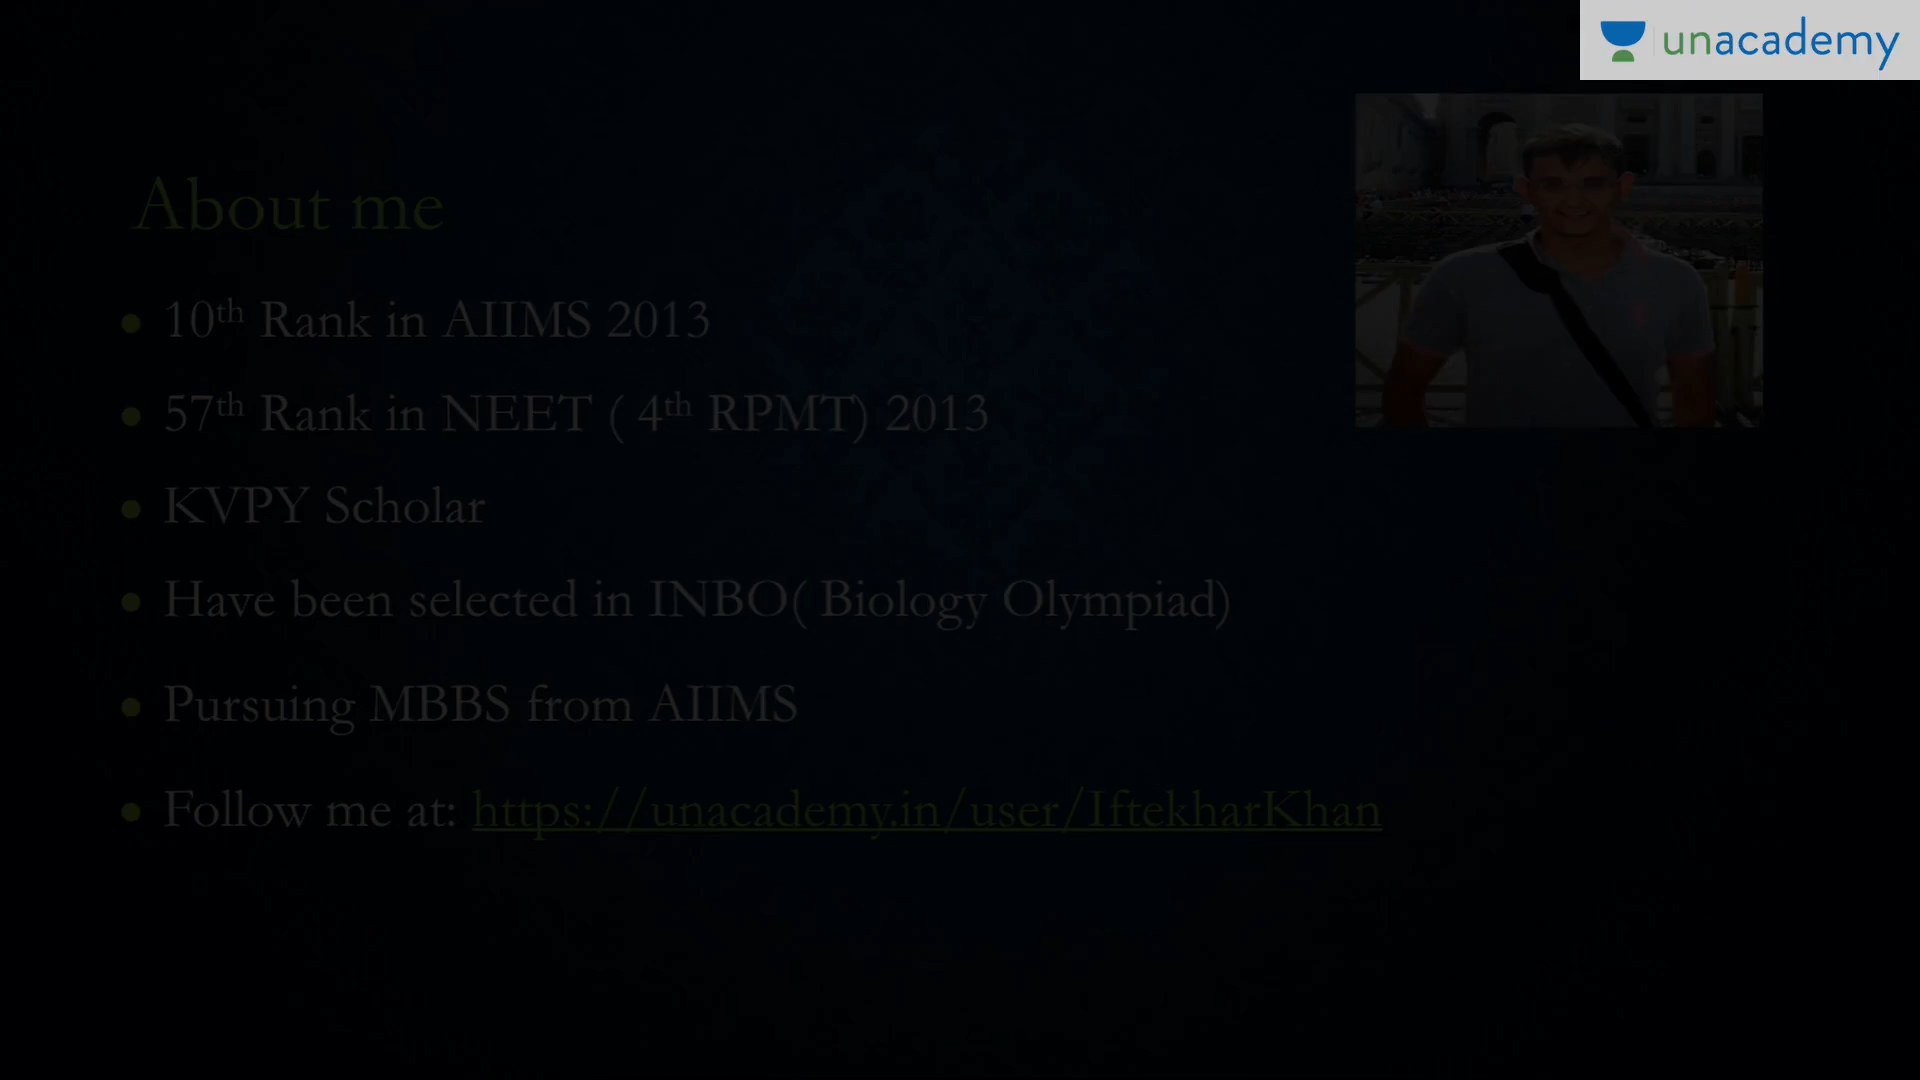 unacademy
About me
10th Rank in AIIMS 2013
57th Rank in NEET ( 4th RPMT) 2013
KVPY Scholar
Have been selected in INBO( Biology Olympiad)
Pursuing MBBS from AIIMS
Follow me at: https://unacademy.in/user/IftekharKhan